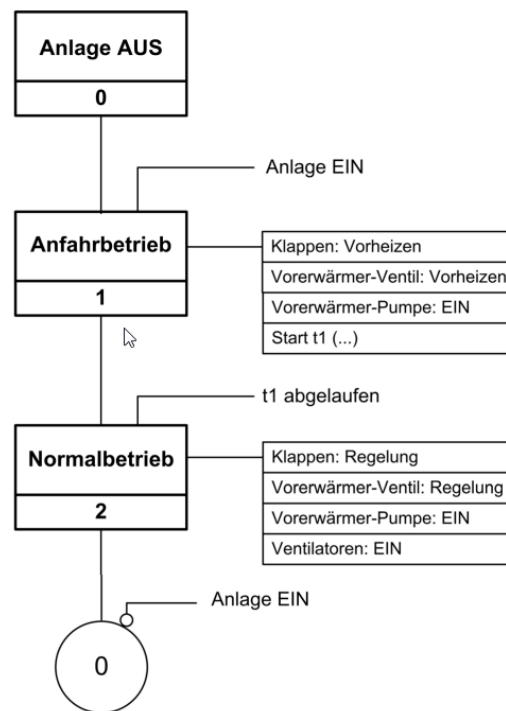 Anlage AUS
0
Anlage EIN
Anfahrbetrieb
1
Klappen: Vorheizen
Vorerwärmer-Ventil: Vorheizen
Vorerwärmer-Pumpe: EIN
Start t1 (...)
t1 abgelaufen
Normalbetrieb
2
Klappen: Regelung
Vorerwärmer-Ventil: Regelung
Vorerwärmer-Pumpe: EIN
Ventilatoren: EIN
Anlage EIN
0